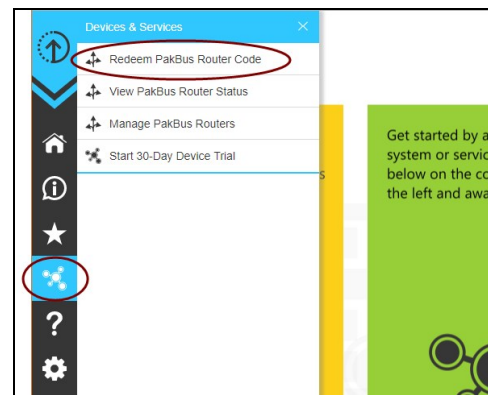 Devices & Services
Redeem PakBus Router Code
View PakBus Router Status
Manage PakBus Routers
Start 30-Day Device Trial
s
Get started by a
system or servic
below on the co
the left and awa
?